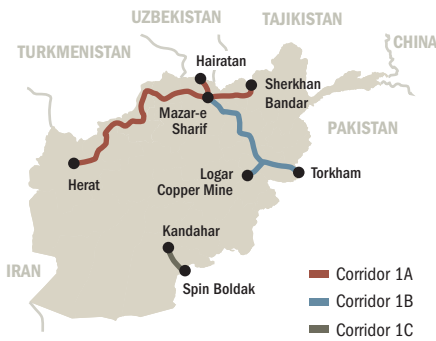 UZBEKISTAN
TAJIKISTAN
TURKMENISTAN
CHINA
Hairatan
Sherkhan
Bandar
Mazar-e
Sharif
PAKISTAN
Herat
Logar
Copper Mine
Torkham
Kandahar
IRAN
Spin Boldak
Corridor 1A
Corridor 1B
Corridor 1C